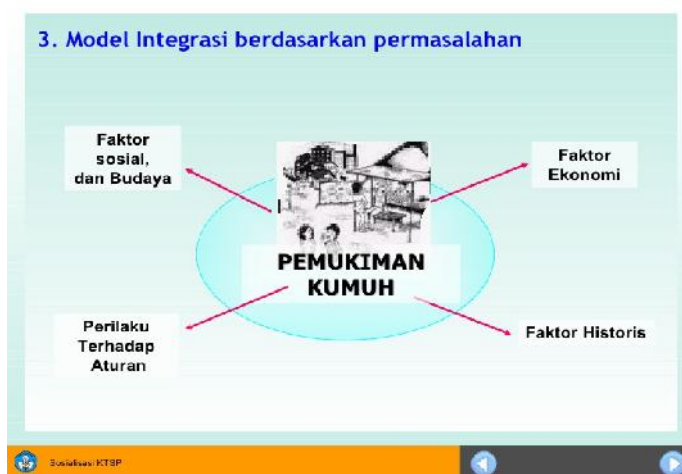 3. Model Integrasi berdasarkan permasalahan
Faktor
sosial,
dan Budaya
Faktor
Ekonomi
PEMUKIMAN
KUMUH
Perilaku
Terhadap
Aturan
Faktor Historis
Sosialisasi KTSP